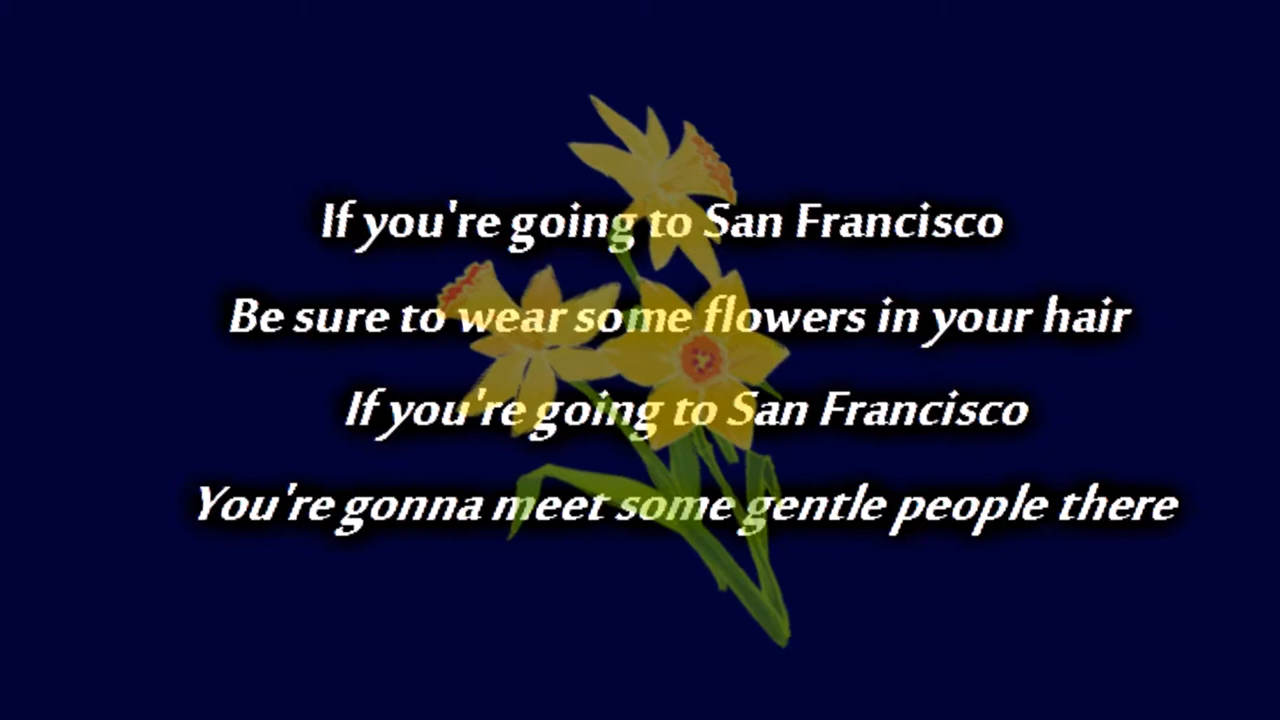 If you're going to San Francisco
Be sure to wear some flowers in your hair
If you're going to San Francisco
You're gonna meet some gentle people there